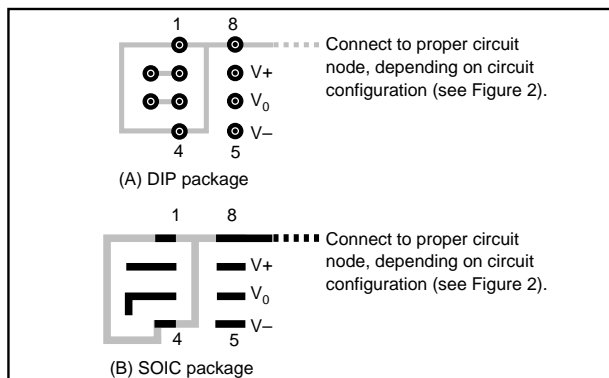 1 8
Connect to proper circuit
node, depending on circuit
configuration (see Figure 2).
V+
V0
V–
4 5
(A) DIP package
1 8
Connect to proper circuit
node, depending on circuit
configuration (see Figure 2).
V+
V0
V–
4 5
(B) SOIC package